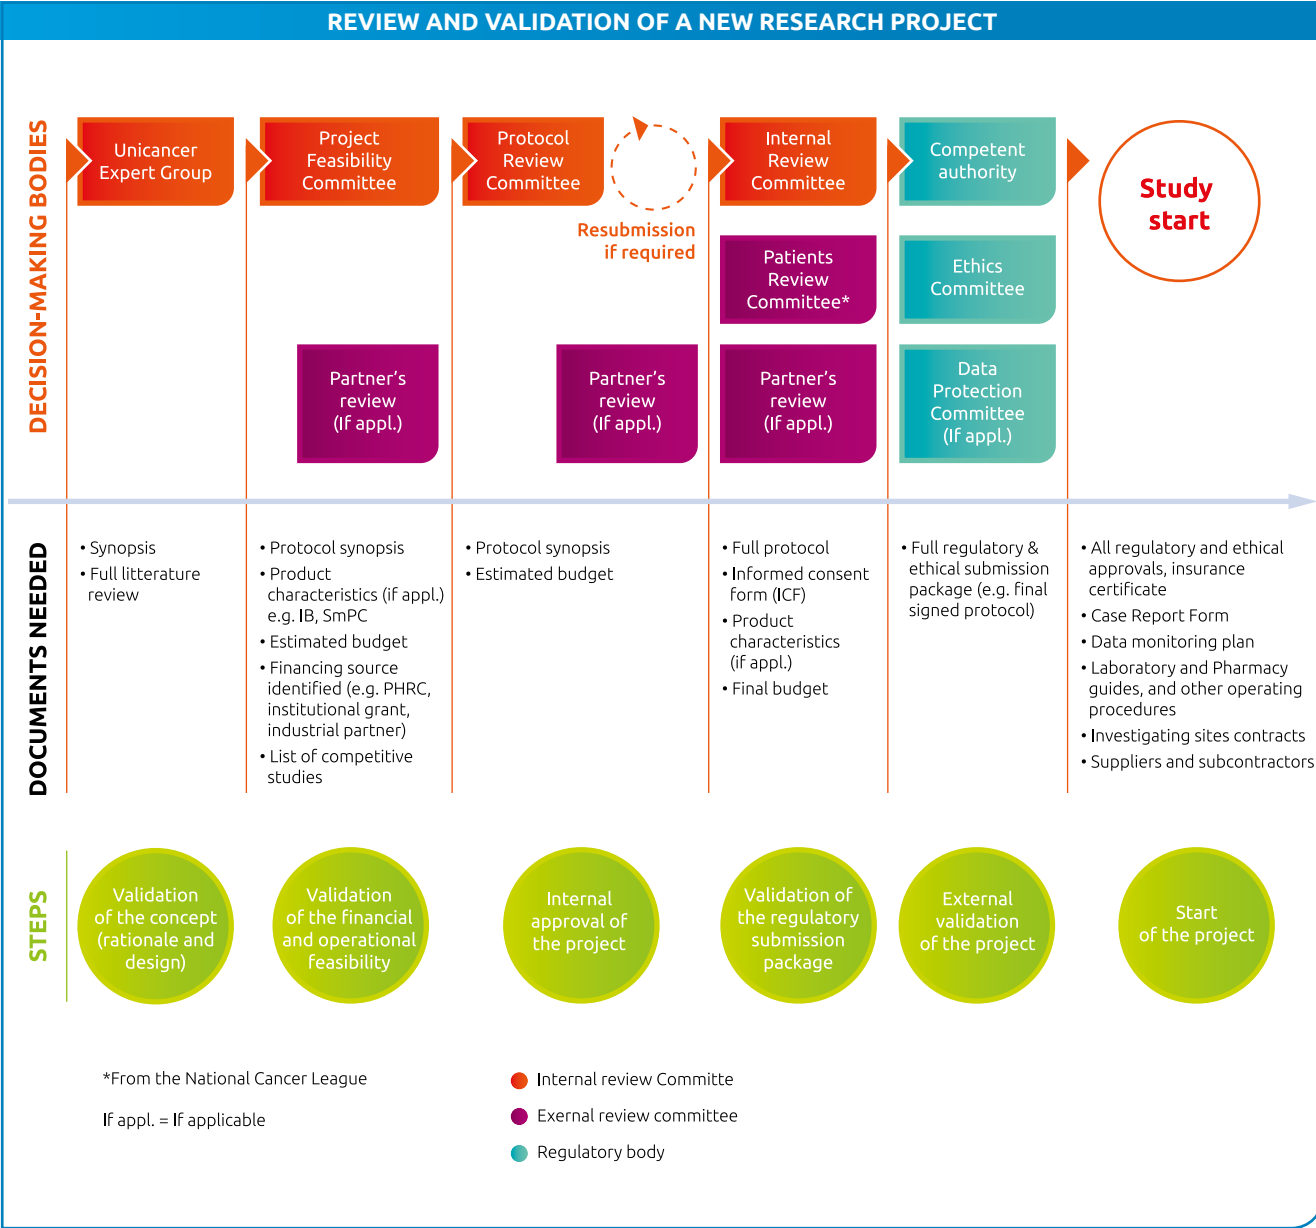 REVIEW AND VALIDATION OF A NEW RESEARCH PROJECT
DECISION-MAKING BODIES
Unicancer
Expert Group
Project
Feasibility
Committee
Protocol
Review
Committee
Resubmission
if required
Internal
Review
Committee
Competent
authority
Study
start
Patients
Review
Committee*
Ethics
Committee
Partner's
review
(If appl.)
Partner's
review
(If appl.)
Partner's
review
(If appl.)
Data
Protection
Committee
(If appl.)
DOCUMENTS NEEDED
• Synopsis
• Full litterature
review
• Protocol synopsis
• Product
characteristics (if appl.)
e.g. IB, SmPC
• Estimated budget
• Financing source
identified (e.g. PHRC,
institutional grant,
industrial partner)
• List of competitive
studies
• Protocol synopsis
• Estimated budget
• Full protocol
• Informed consent
form (ICF)
• Product
characteristics
(if appl.)
• Final budget
• Full regulatory &
ethical submission
package (e.g. final
signed protocol)
• All regulatory and ethical
approvals, insurance
certificate
• Case Report Form
• Data monitoring plan
• Laboratory and Pharmacy
guides, and other operating
procedures
• Investigating sites contracts
• Suppliers and subcontractors
STEPS
Validation
of the concept
(rationale and
design)
Validation
of the financial
and operational
feasibility
Internal
approval of
the project
Validation of
the regulatory
submission
package
External
validation
of the project
Start
of the project
*From the National Cancer League
If appl. = If applicable
Internal review Committe
Exernal review committee
Regulatory body